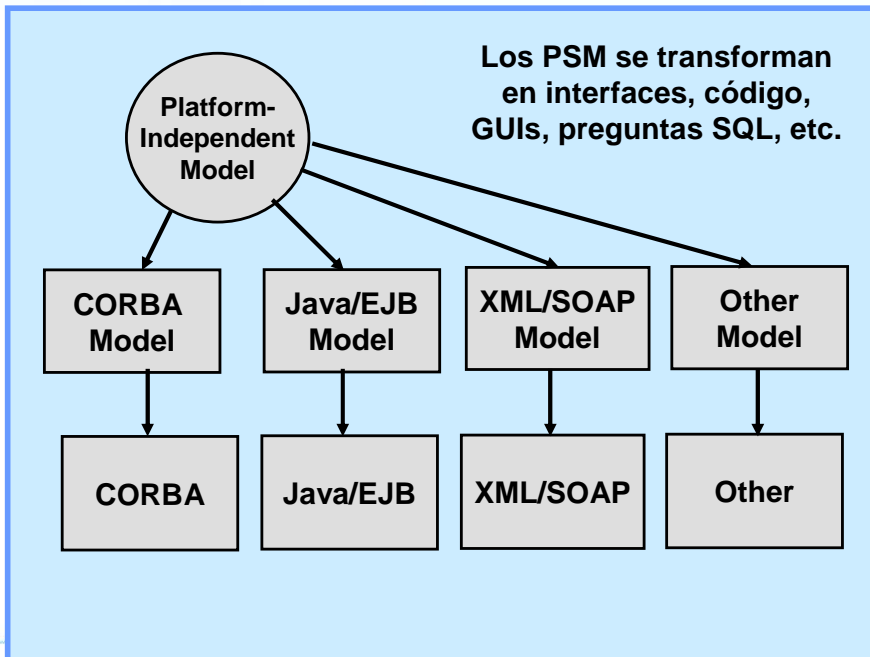 Los PSM se transforman
en interfaces, código,
GUIs, preguntas SQL, etc.
Platform-
Independent
Model
CORBA
Model
Java/EJB
Model
XML/SOAP
Model
Other
Model
CORBA
Java/EJB
XML/SOAP
Other